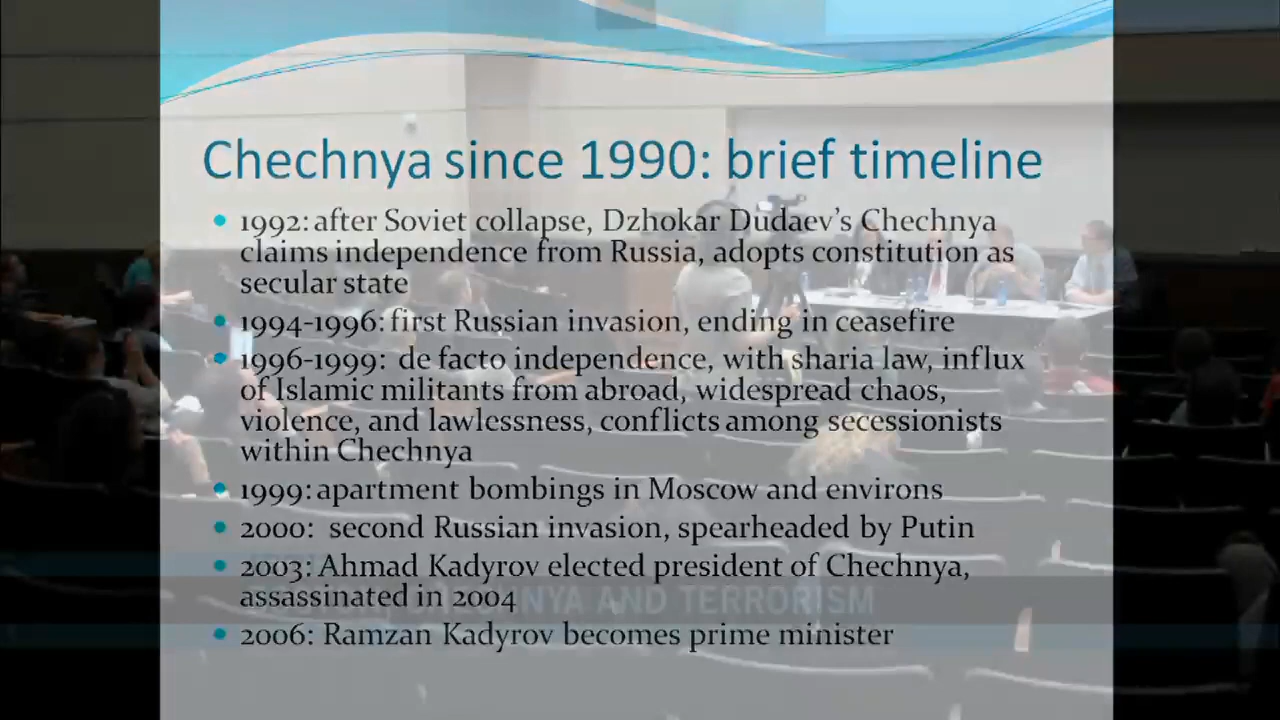 Chechnya since 1990: brief timeline
1992: after Soviet collapse, Dzhokar Dudaev's Chechnya
claims independence from Russia, adopts constitution as
secular state
1994-1996: first Russian invasion, ending in ceasefire
1996-1999: de facto independence, with sharia law, influx
of Islamic militants from abroad, widespread chaos,
violence, and lawlessness, conflicts among secessionists
within Chechnya
1999: apartment bombings in Moscow and environs
2000: second Russian invasion, spearheaded by Putin
2003: Ahmad Kadyrov elected president of Chechnya,
assassinated in 2004
NYA AND TERRORISM
2006: Ramzan Kadyrov becomes prime minister